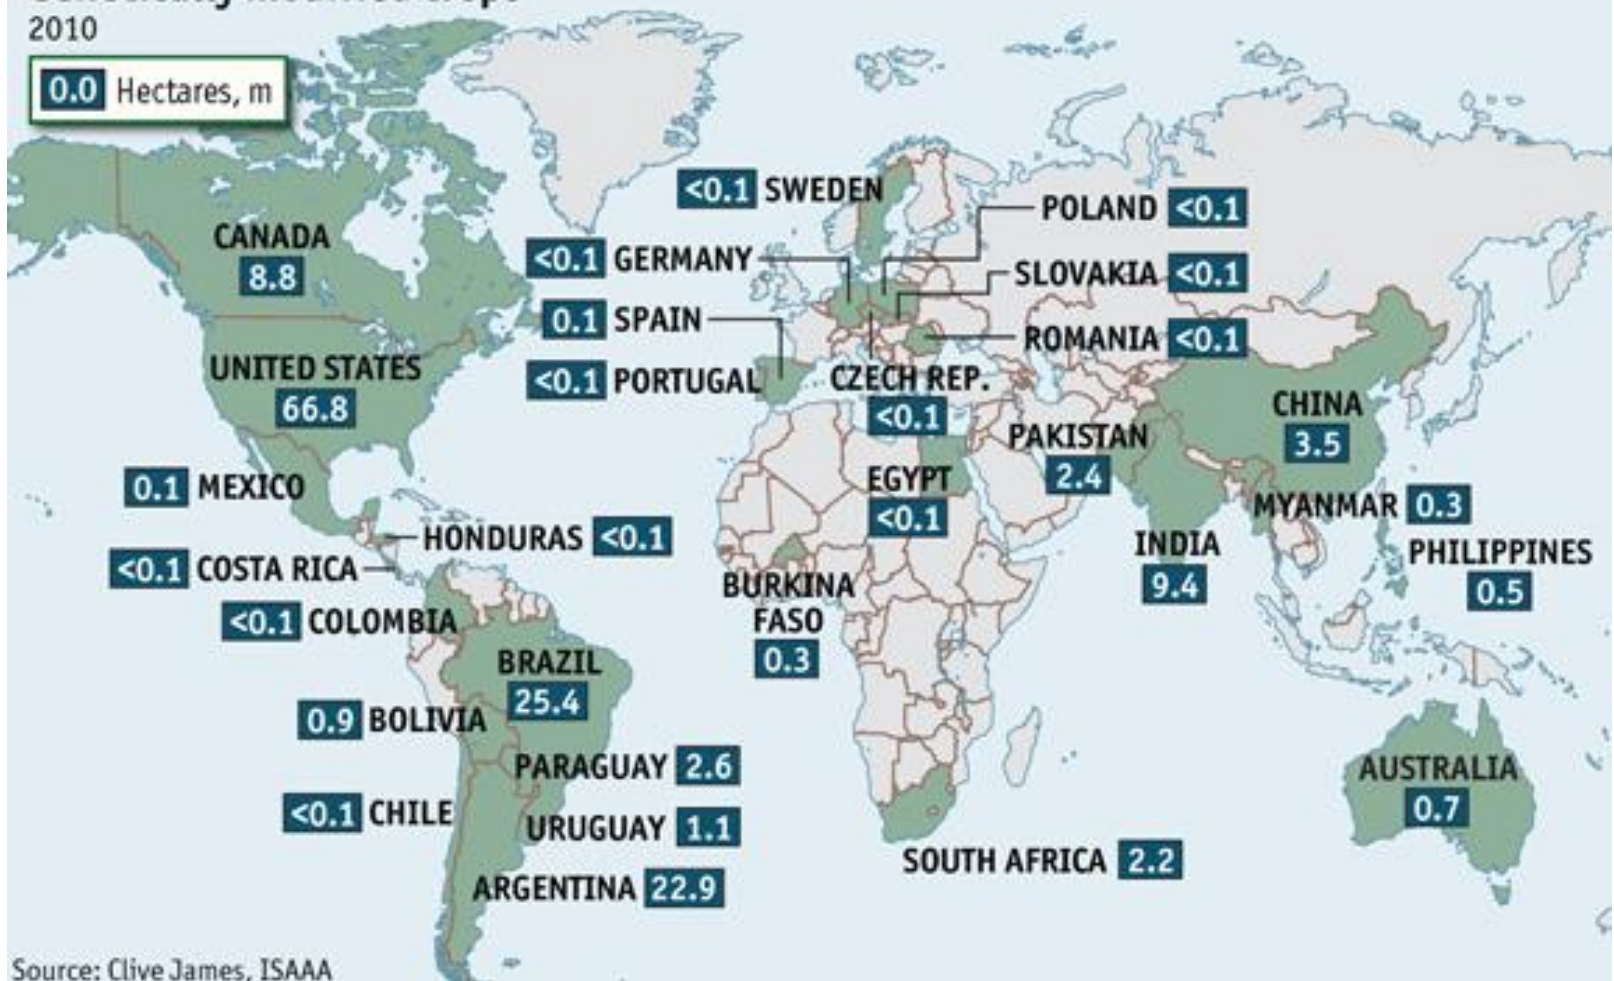 Genetically modified crops
2010
0.0 Hectares, m
<0.1 SWEDEN
POLAND <0.1
CANADA
8.8
<0.1 GERMANY
SLOVAKIA <0.1
0.1 SPAIN
ROMANIA <0.1
UNITED STATES
66.8
<0.1 PORTUGAL
CZECH REP.
<0.1
CHINA
3.5
PAKISTAN
2.4
0.1 MEXICO
EGYPT
<0.1
MYANMAR 0.3
HONDURAS <0.1
INDIA
9.4
PHILIPPINES
0.5
<0.1 COSTA RICA
BURKINA
FASO
0.3
<0.1 COLOMBIA
BRAZIL
25.4
0.9 BOLIVIA
PARAGUAY 2.6
AUSTRALIA
0.7
<0.1 CHILE
URUGUAY 1.1
SOUTH AFRICA 2.2
ARGENTINA 22.9
Source: Clive James, ISAAA